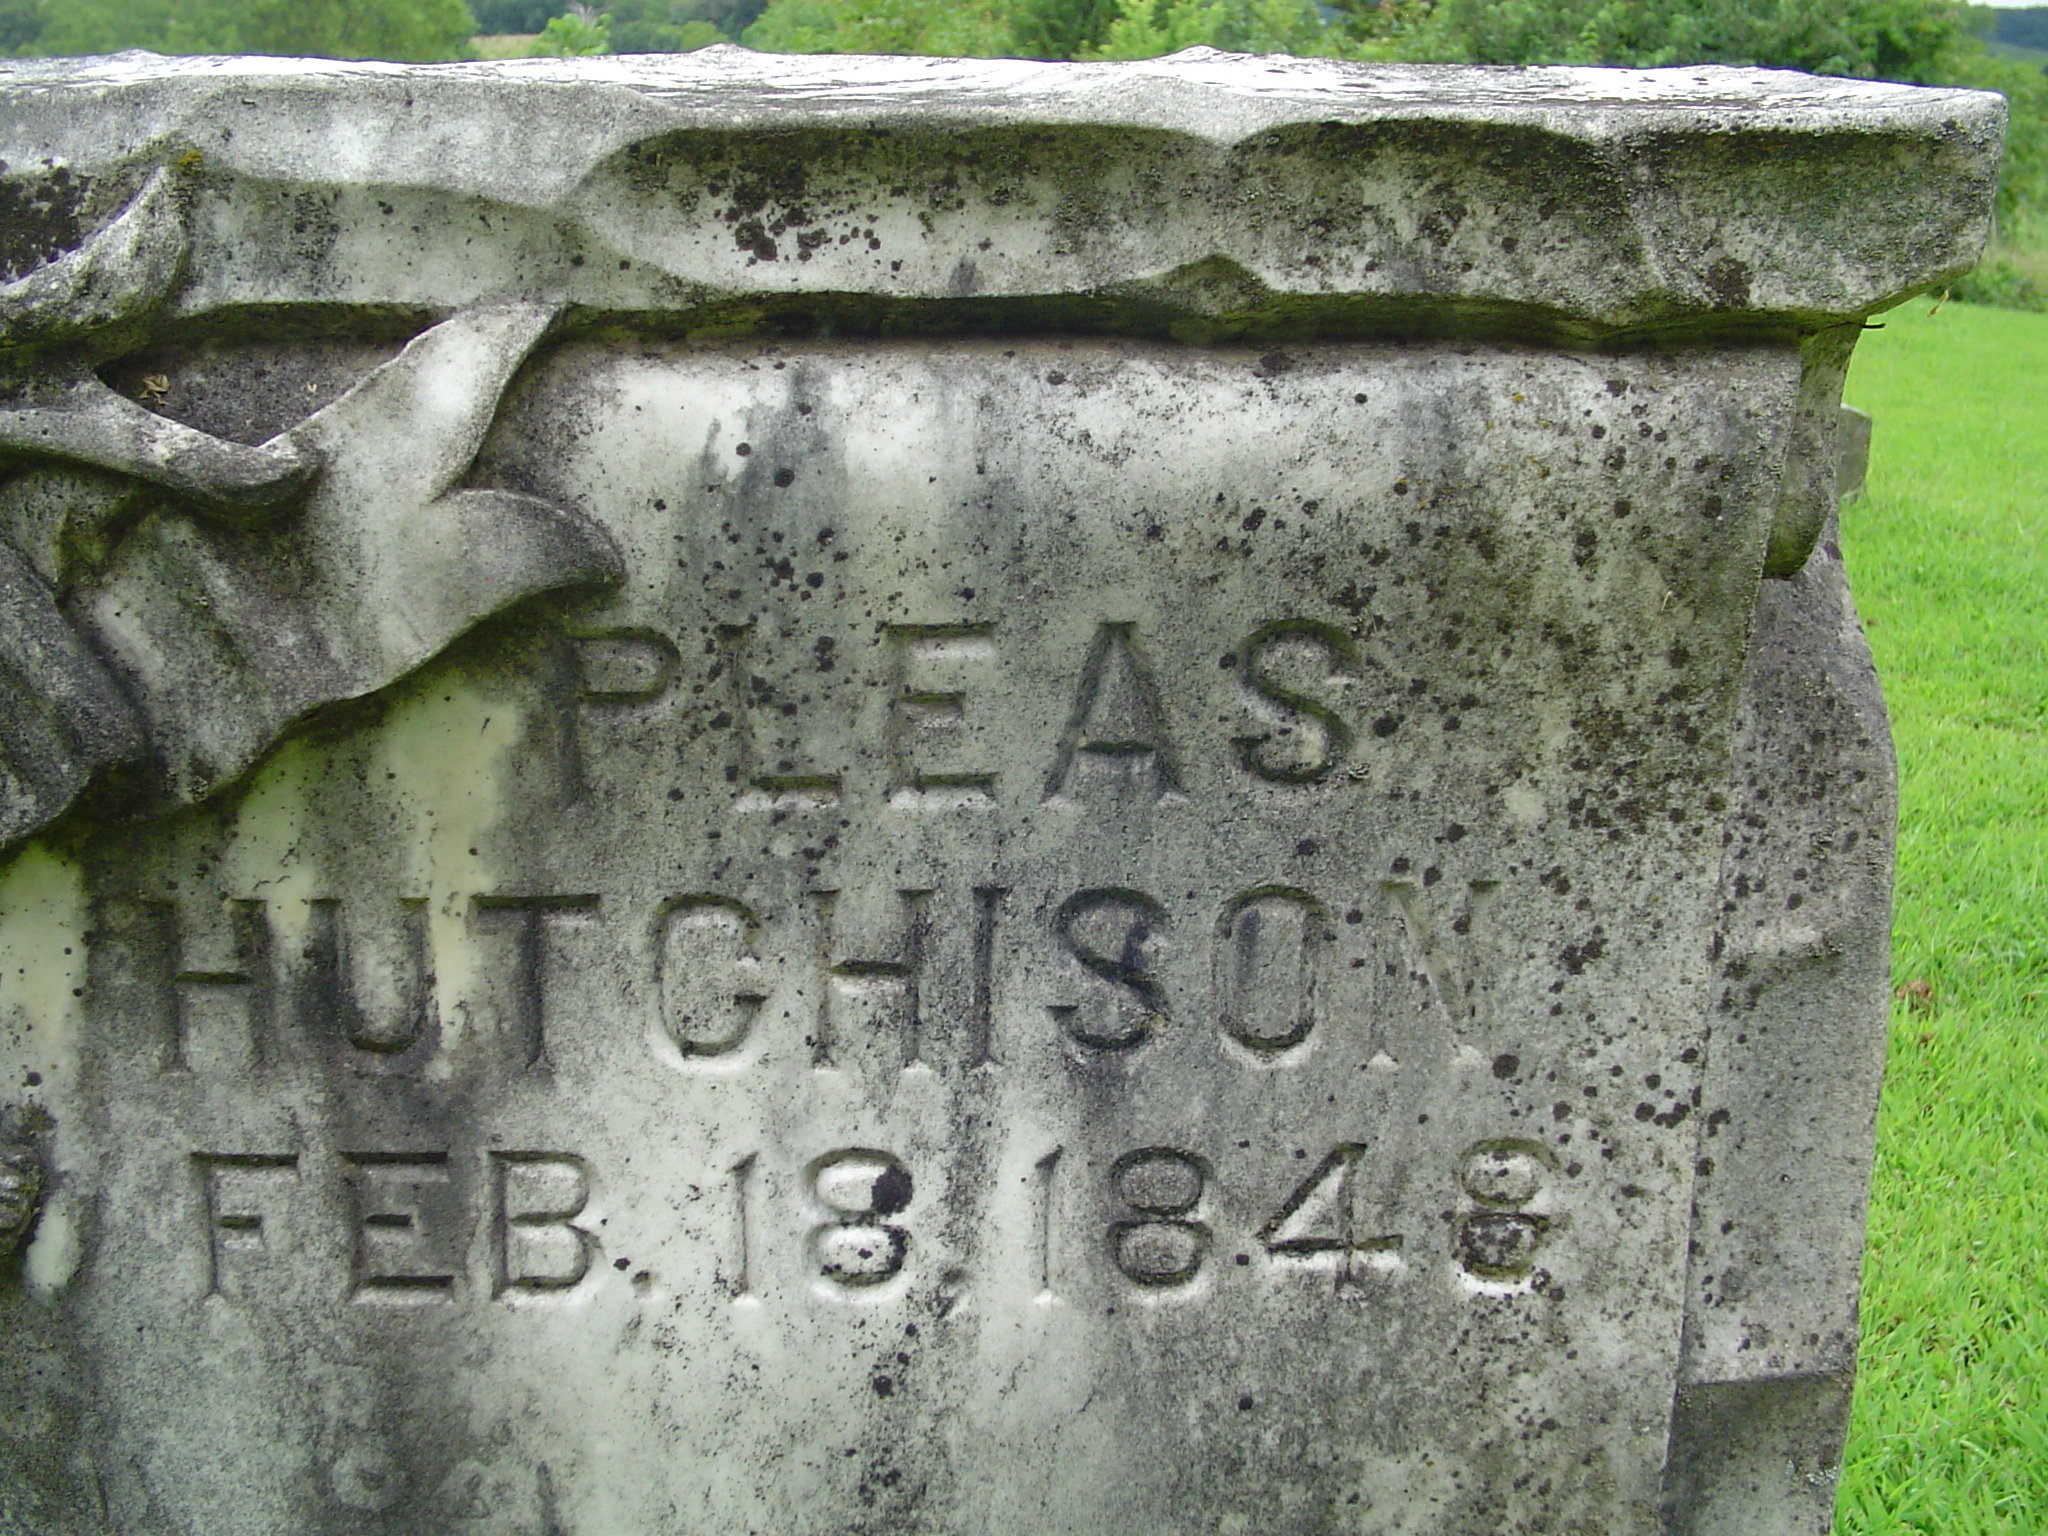 PLEAS
HUTCHISON
FEB. 18, 1848